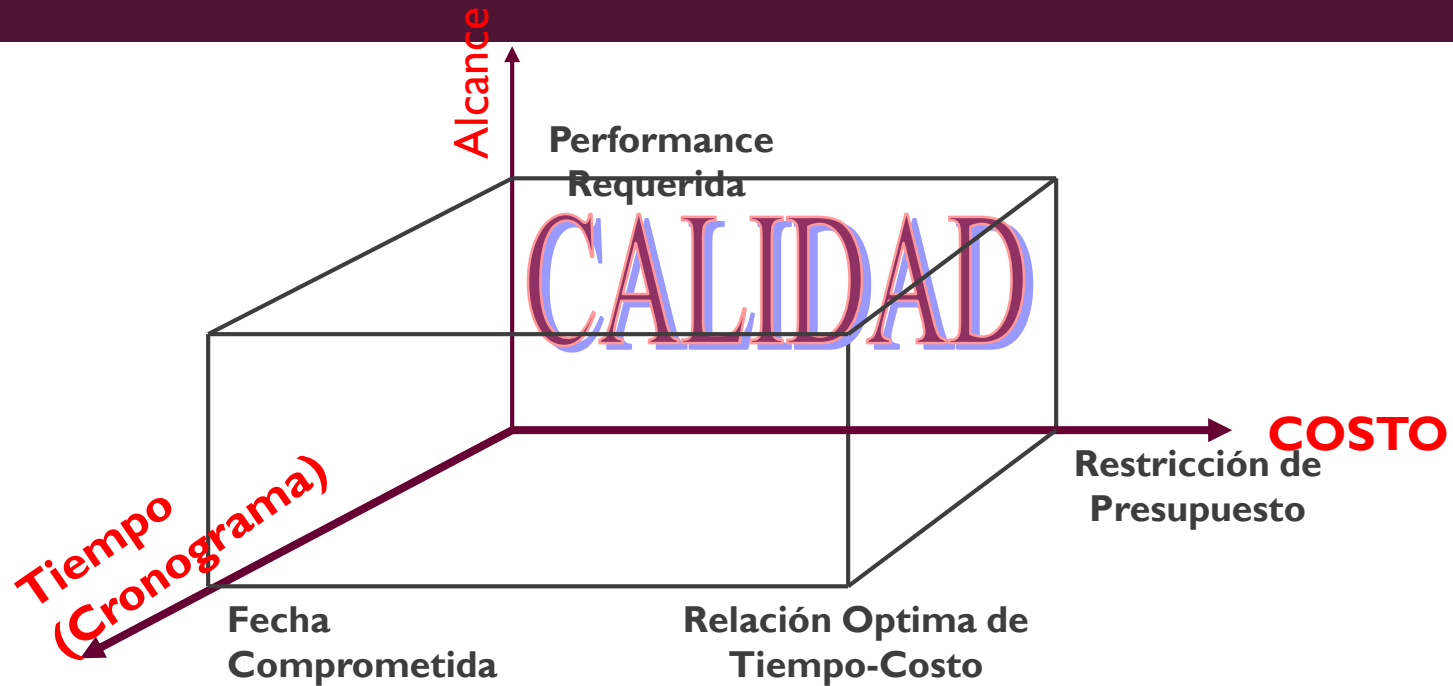 Alcance
Performance
Requerida
CALIDAD
COSTO
Restricción de
Presupuesto
Tiempo
(Cronograma)
Fecha
Comprometida
Relación Optima de
Tiempo-Costo